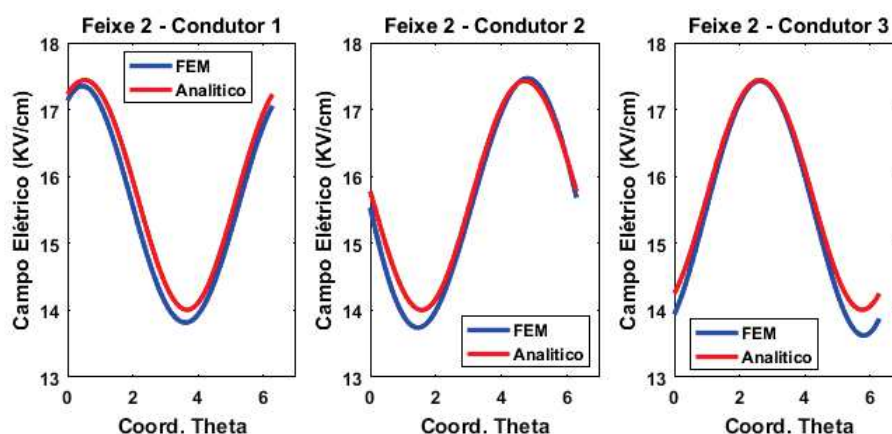 Feixe 2 - Condutor 1
Campo Elétrico (KV/cm)
18
17
16
15
14
13
FEM
Analitico
0 2 4 6
Coord. Theta
Feixe 2 - Condutor 2
Campo Elétrico (KV/cm)
18
17
16
15
14
13
FEM
Analitico
0 2 4 6
Coord. Theta
Feixe 2 - Condutor 3
Campo Elétrico (KV/cm)
18
17
16
15
14
13
FEM
Analitico
0 2 4 6
Coord. Theta